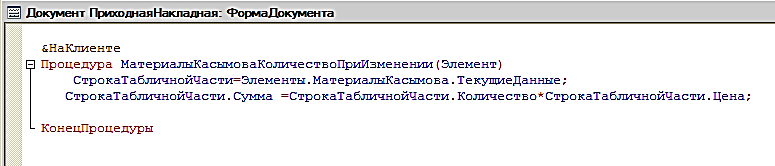 Документ ПриходнаяНакладная: ФормаДокумента
&НаКлиенте
Процедура МатериалыКасымоваКоличествоПриИзменении(Элемент)
СтрокаТабличнойЧасти=Элементы.МатериалыКасымова.ТекущиеДанные;
СтрокаТабличнойЧасти.Сумма =СтрокаТабличнойЧасти.Количество*СтрокаТабличнойЧасти.Цена;
КонецПроцедуры